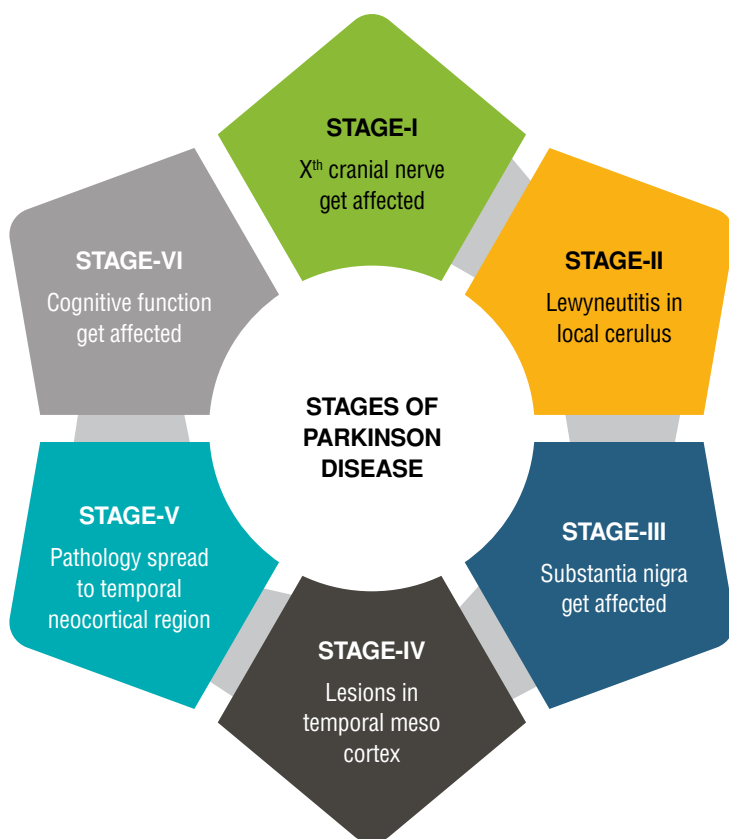 STAGES OF
PARKINSON
DISEASE
STAGE-I
Xth cranial nerve
get affected
STAGE-II
Lewyneutitis in
local cerulus
STAGE-III
Substantia nigra
get affected
STAGE-IV
Lesions in
temporal meso
cortex
STAGE-V
Pathology spread
to temporal
neocortical region
STAGE-VI
Cognitive function
get affected